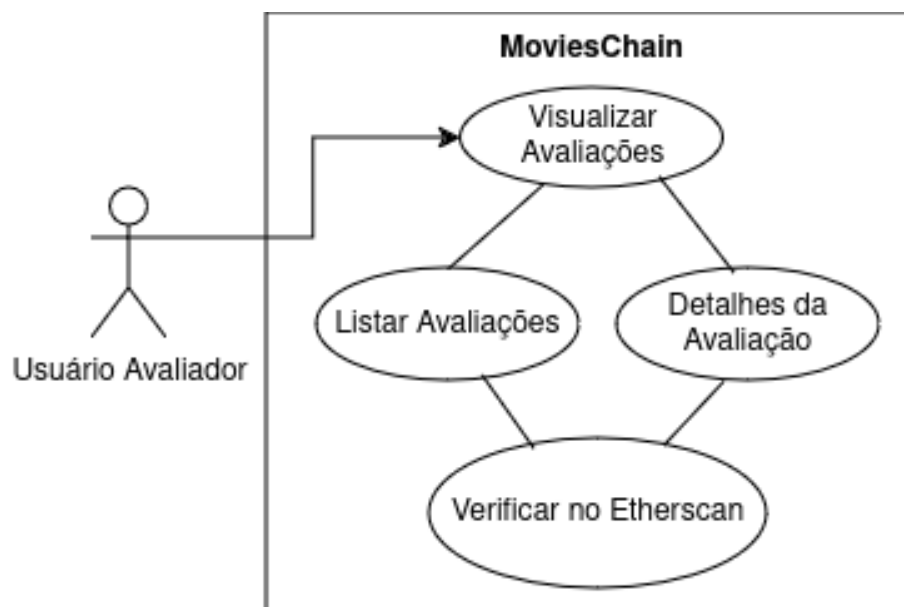 MoviesChain
Visualizar
Avaliações
Usuário Avaliador
Listar Avaliações
Detalhes da
Avaliação
Verificar no Etherscan